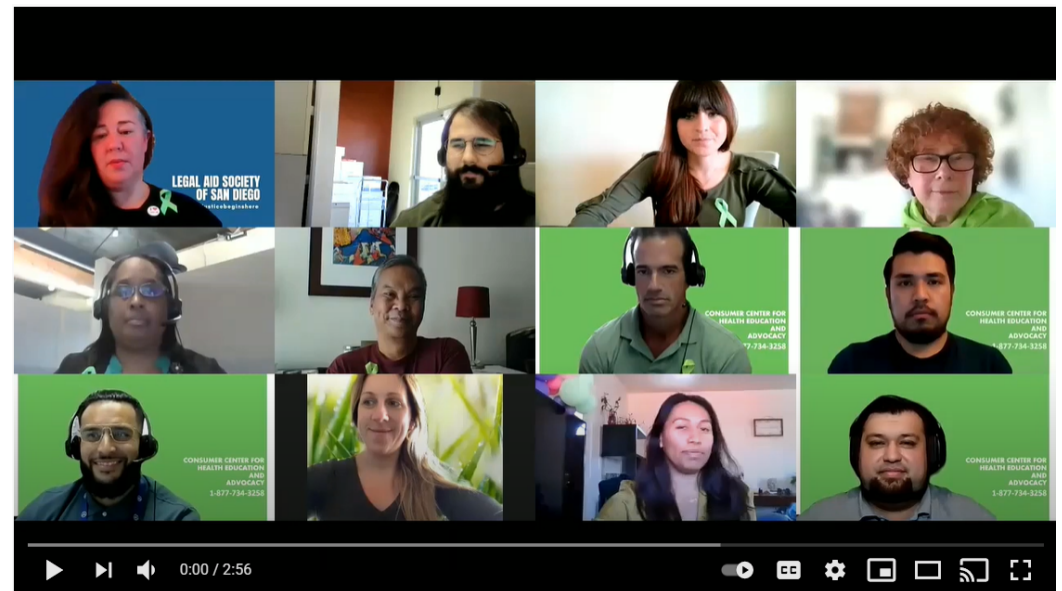 LEGAL AID SOCIETY
OF SAN DIEGO
CONSUMER CENTER FOR
HEALTH EDUCATION
AND
ADVOCACY
77-734-3258
CONSUMER CENTER FOR
HEALTH EDUCATION
AND
ADVOCACY
1-877-734-3258
CONSUMER CENTER FOR
HEALTH EDUCATION
AND
ADVOCACY
1-877-734-3258
CONSUMER CENTER FOR
HEALTH EDUCATION
AND
ADVOCACY
1-877-734-3258
0:00 / 2:56
CC